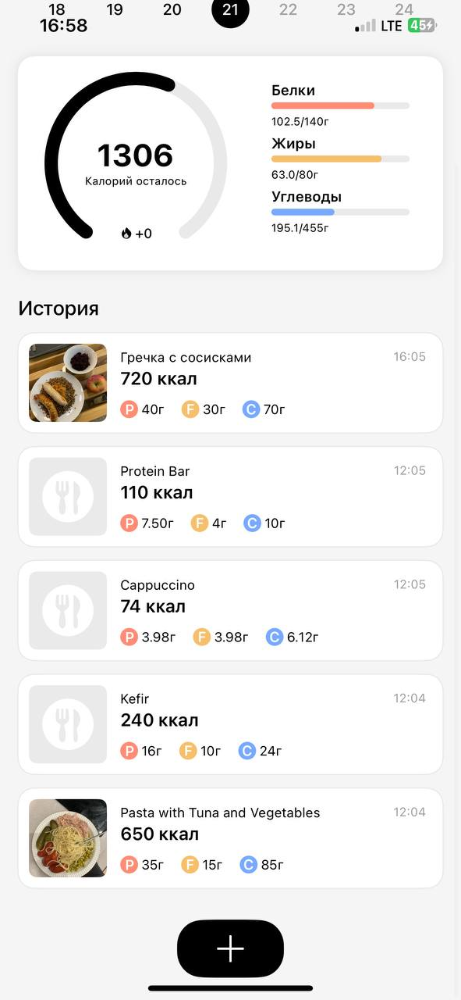 18 19 20 21 22 23 24
16:58 LTE 45
1306
Калорий осталось
+0
Белки
102.5/140г
Жиры
63.0/80г
Углеводы
195.1/455г
История
Гречка с сосисками 16:05
720 ккал
P 40г F 30г C 70г
Protein Bar 12:05
110 ккал
P 7.50г F 4г C 10г
Cappuccino 12:05
74 ккал
P 3.98г F 3.98г C 6.12г
Kefir 12:04
240 ккал
P 16г F 10г C 24г
Pasta with Tuna and Vegetables 12:04
650 ккал
P 35г F 15г C 85г